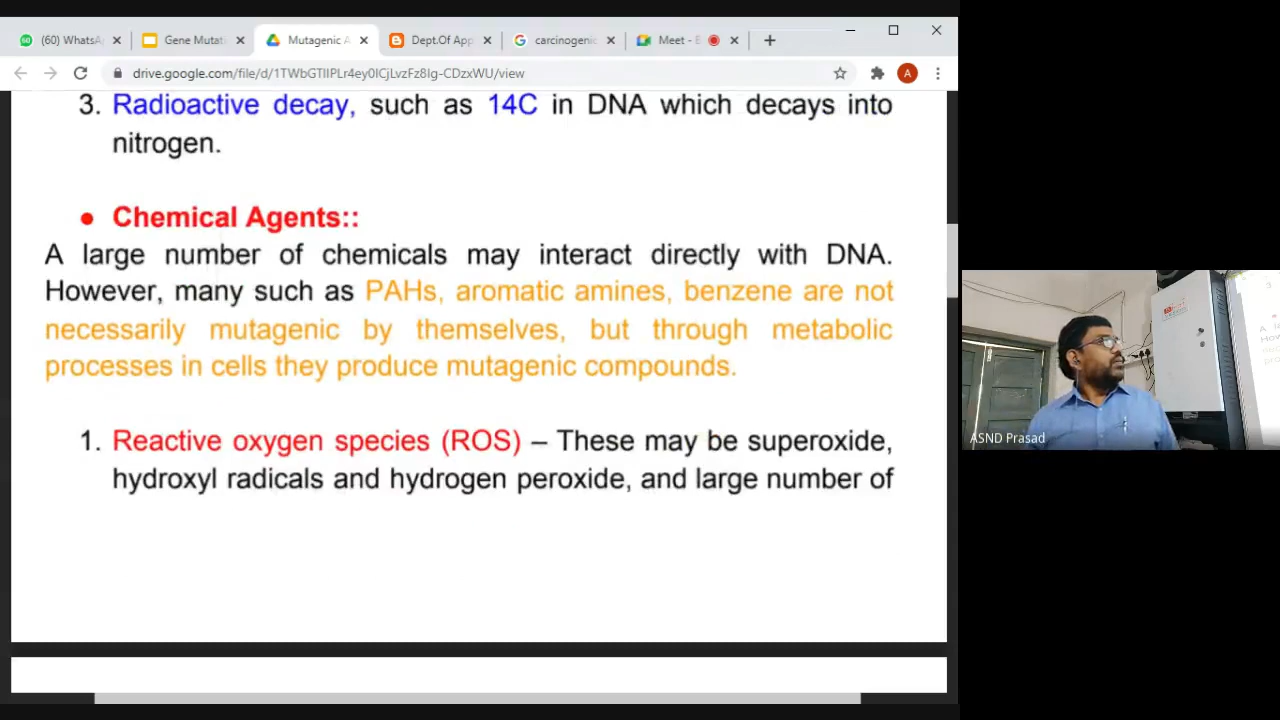 (60) WhatsA
Gene Mutati
Mutagenic A
Dept.Of App
carcinogenic
Meet - E
drive.google.com/file/d/1TWbGTIIPLr4ey0ICjLvzFz8Ig-CDzxWU/view
A
3. Radioactive decay, such as 14C in DNA which decays into
nitrogen.
● Chemical Agents::
A large number of chemicals may interact directly with DNA.
However, many such as PAHs, aromatic amines, benzene are not
necessarily mutagenic by themselves, but through metabolic
processes in cells they produce mutagenic compounds.
1. Reactive oxygen species (ROS) – These may be superoxide,
hydroxyl radicals and hydrogen peroxide, and large number of
ASND Prasad